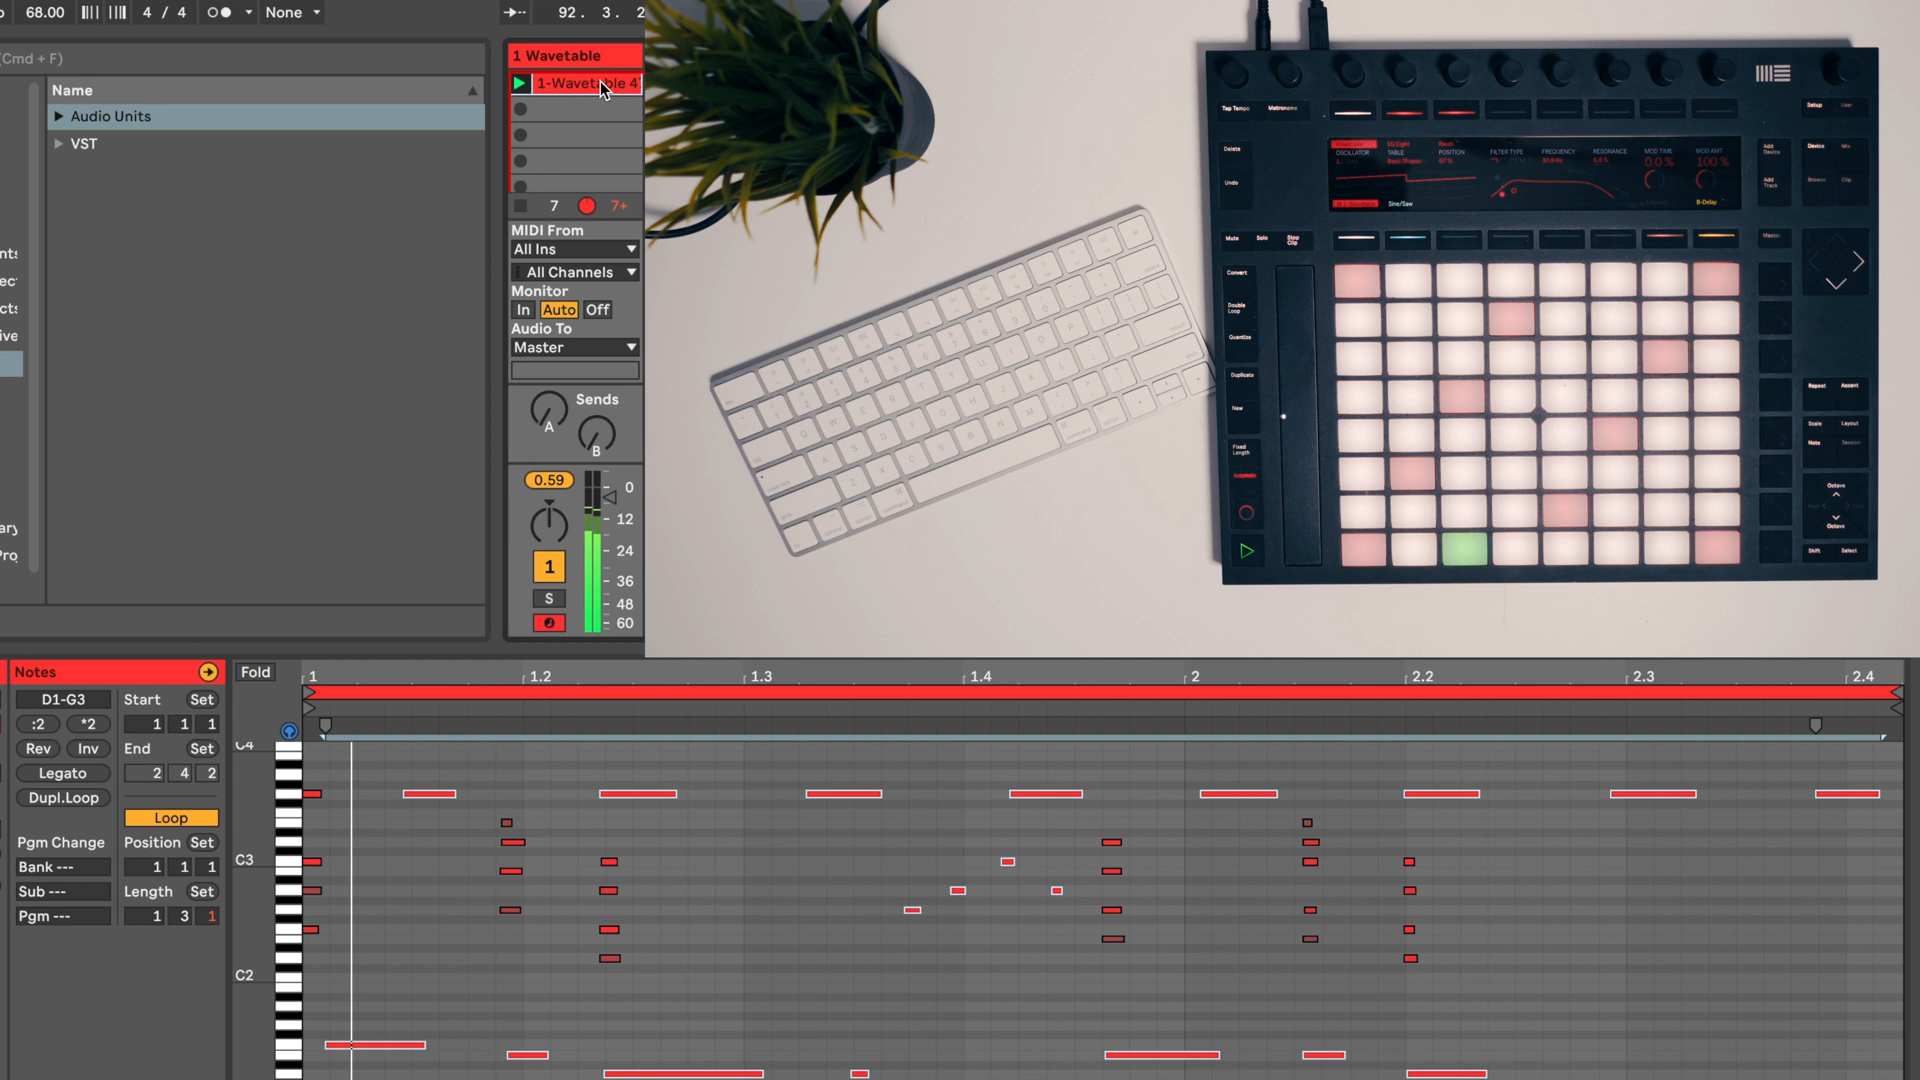 68.00
4 / 4
None
92. 3. 2
(Cmd + F)
Name
Audio Units
VST
1 Wavetable
1-Wavetable 4
7
7+
MIDI From
All Ins
All Channels
Monitor
In Auto Off
Audio To
Master
Sends
A
B
0.59
0
12
24
36
48
60
1
S
Tap Tempo
Metronome
Setup
User
Delete
Undo
OSCILLATOR
EQ Eight
TABLE
Basic Shapes
Room
POSITION
67 %
FILTER TYPE
FREQUENCY
RESONANCE
MOD TIME
0.0 %
MOD AMT
100 %
Sine/Saw
B-Delay
Add Device
Add Track
Device
Mix
Browse
Clip
Mute
Solo
Stop Clip
Master
Convert
Double Loop
Quantize
Duplicate
New
Fixed Length
Automate
Repeat
Accent
Scale
Layout
Note
Session
Octave
Octave
Shift
Select
Notes
D1-G3
:2
*2
Rev
Inv
Legato
Dupl.Loop
Pgm Change
Bank ---
Sub ---
Pgm ---
Start
Set
1 1 1
End
Set
2 4 2
Loop
Position
Set
1 1 1
Length
Set
1 3 1
Fold
1
1.2
1.3
1.4
2
2.2
2.3
2.4
C4
C3
C2